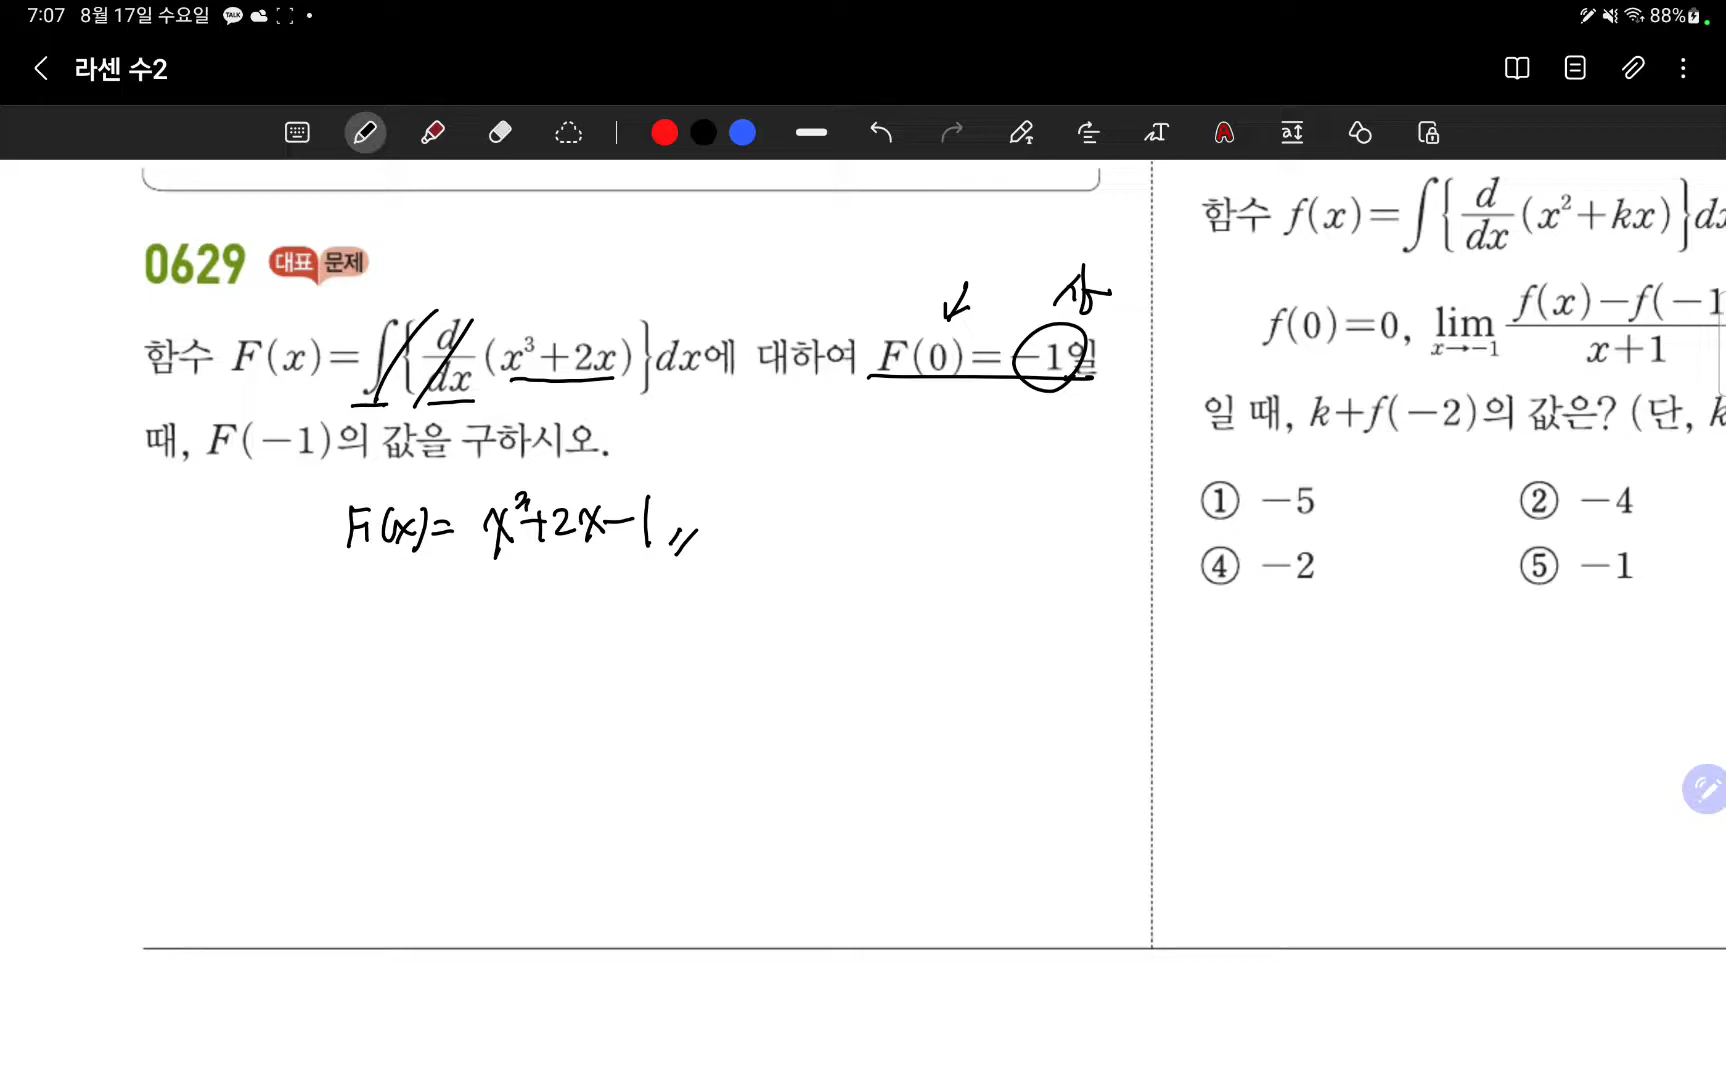 7:07 8월 17일 수요일 TALK 88%
라센 수2
0629 대표 문제
상
함수 F(x)=∫{d/dx(x³+2x)}dx에 대하여 F(0)=−1일
때, F(−1)의 값을 구하시오.
F(x)= x³+2x−1
함수 f(x)=∫{d/dx(x²+kx)}dx
f(0)=0, lim x→−1 f(x)−f(−1 / x+1
일 때, k+f(−2)의 값은? (단, k
① −5 ② −4
④ −2 ⑤ −1